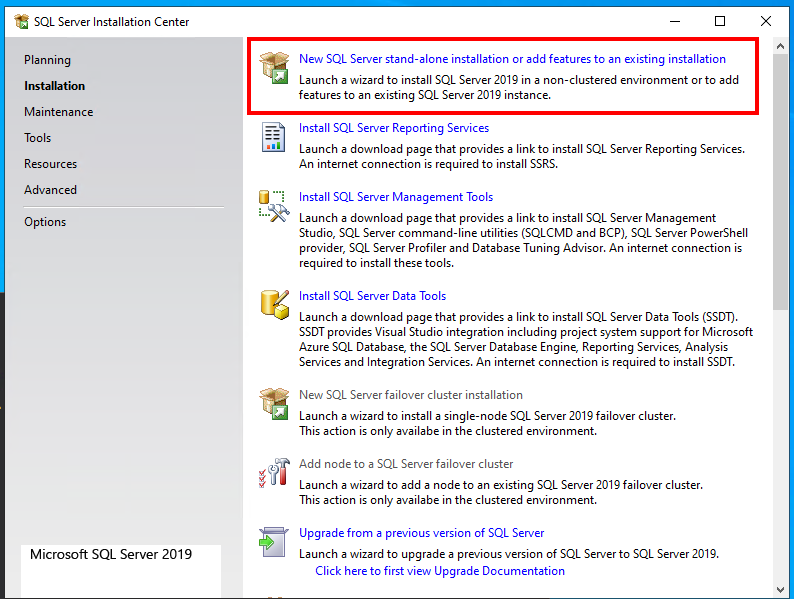 SQL Server Installation Center
Planning
Installation
Maintenance
Tools
Resources
Advanced
Options
Microsoft SQL Server 2019
New SQL Server stand-alone installation or add features to an existing installation
Launch a wizard to install SQL Server 2019 in a non-clustered environment or to add
features to an existing SQL Server 2019 instance.
Install SQL Server Reporting Services
Launch a download page that provides a link to install SQL Server Reporting Services.
An internet connection is required to install SSRS.
Install SQL Server Management Tools
Launch a download page that provides a link to install SQL Server Management
Studio, SQL Server command-line utilities (SQLCMD and BCP), SQL Server PowerShell
provider, SQL Server Profiler and Database Tuning Advisor. An internet connection is
required to install these tools.
Install SQL Server Data Tools
Launch a download page that provides a link to install SQL Server Data Tools (SSDT).
SSDT provides Visual Studio integration including project system support for Microsoft
Azure SQL Database, the SQL Server Database Engine, Reporting Services, Analysis
Services and Integration Services. An internet connection is required to install SSDT.
New SQL Server failover cluster installation
Launch a wizard to install a single-node SQL Server 2019 failover cluster.
This action is only availabe in the clustered environment.
Add node to a SQL Server failover cluster
Launch a wizard to add a node to an existing SQL Server 2019 failover cluster.
This action is only availabe in the clustered environment.
Upgrade from a previous version of SQL Server
Launch a wizard to upgrade a previous version of SQL Server to SQL Server 2019.
Click here to first view Upgrade Documentation